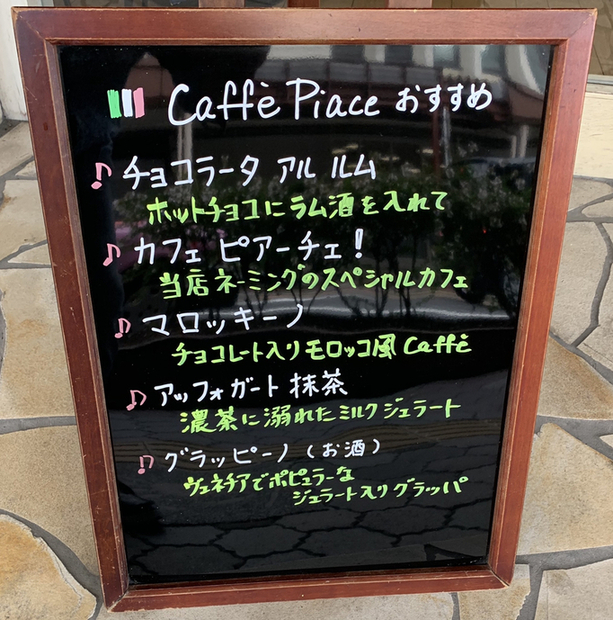 Caffè Piace おすすめ
チョコラータ アル ルム
ホットチョコにラム酒を入れて
カフェ ピアーチェ!
当店ネーミングのスペシャルカフェ
マロッキーノ
チョコレート入りモロッコ風 Caffè
アッフォガート 抹茶
濃茶に溺れたミルクジェラート
グラッピーノ (お酒)
ヴェネチアでポピュラーな
ジェラート入りグラッパ